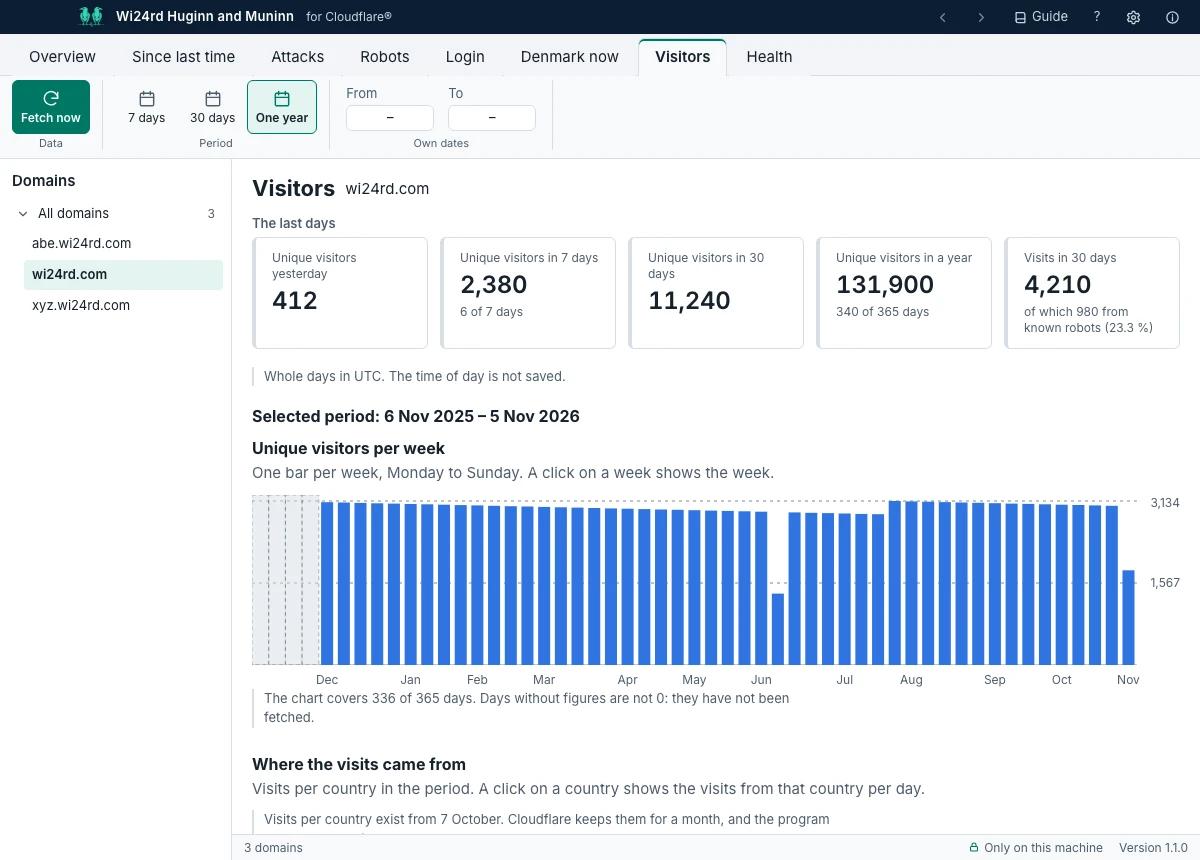 Wi24rd Huginn and Muninn for Cloudflare®
Guide ?
Overview Since last time Attacks Robots Login Denmark now Visitors Health
Fetch now
Data
7 days 30 days One year
Period
From To
– –
Own dates
Domains
All domains 3
abe.wi24rd.com
wi24rd.com
xyz.wi24rd.com
Visitors wi24rd.com
The last days
Unique visitors
yesterday
412
Unique visitors in 7 days
2,380
6 of 7 days
Unique visitors in 30
days
11,240
Unique visitors in a year
131,900
340 of 365 days
Visits in 30 days
4,210
of which 980 from
known robots (23.3 %)
Whole days in UTC. The time of day is not saved.
Selected period: 6 Nov 2025 – 5 Nov 2026
Unique visitors per week
One bar per week, Monday to Sunday. A click on a week shows the week.
3,134
1,567
Dec Jan Feb Mar Apr May Jun Jul Aug Sep Oct Nov
The chart covers 336 of 365 days. Days without figures are not 0: they have not been
fetched.
Where the visits came from
Visits per country in the period. A click on a country shows the visits from that country per day.
Visits per country exist from 7 October. Cloudflare keeps them for a month, and the program
3 domains
Only on this machine Version 1.1.0